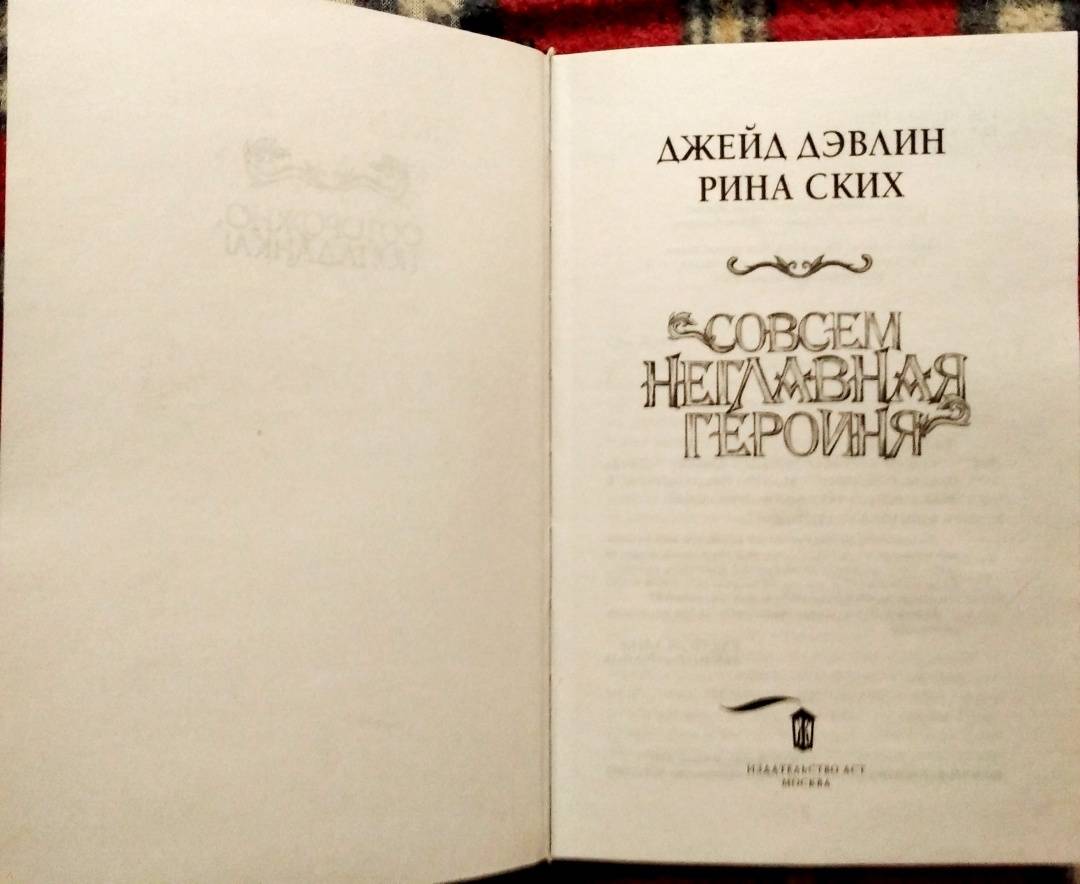 ДЖЕЙД ДЭВЛИН
РИНА СКИХ
СОВСЕМ
НЕГЛАВНАЯ
ГЕРОИНЯ
ИЗДАТЕЛЬСТВО АСТ
МОСКВА